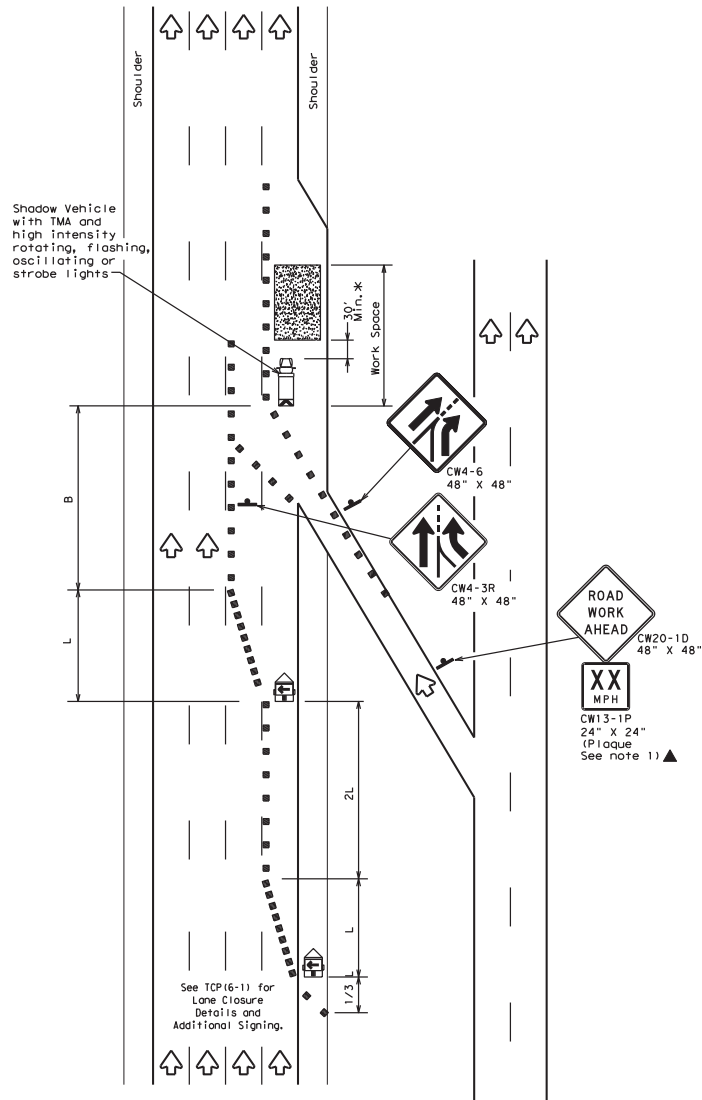 Shoulder
Shoulder
Shadow Vehicle
with TMA and
high intensity
rotating, flashing,
oscillating or
strobe lights
30'
Min.*
Work Space
CW4-6
48" X 48"
B
CW4-3R
48" X 48"
ROAD
WORK
AHEAD
CW20-1D
48" X 48"
L
XX
MPH
CW13-1P
24" X 24"
(Plaque
See note 1) ▲
2L
L
1/3 L
See TCP(6-1) for
Lane Closure
Details and
Additional Signing.